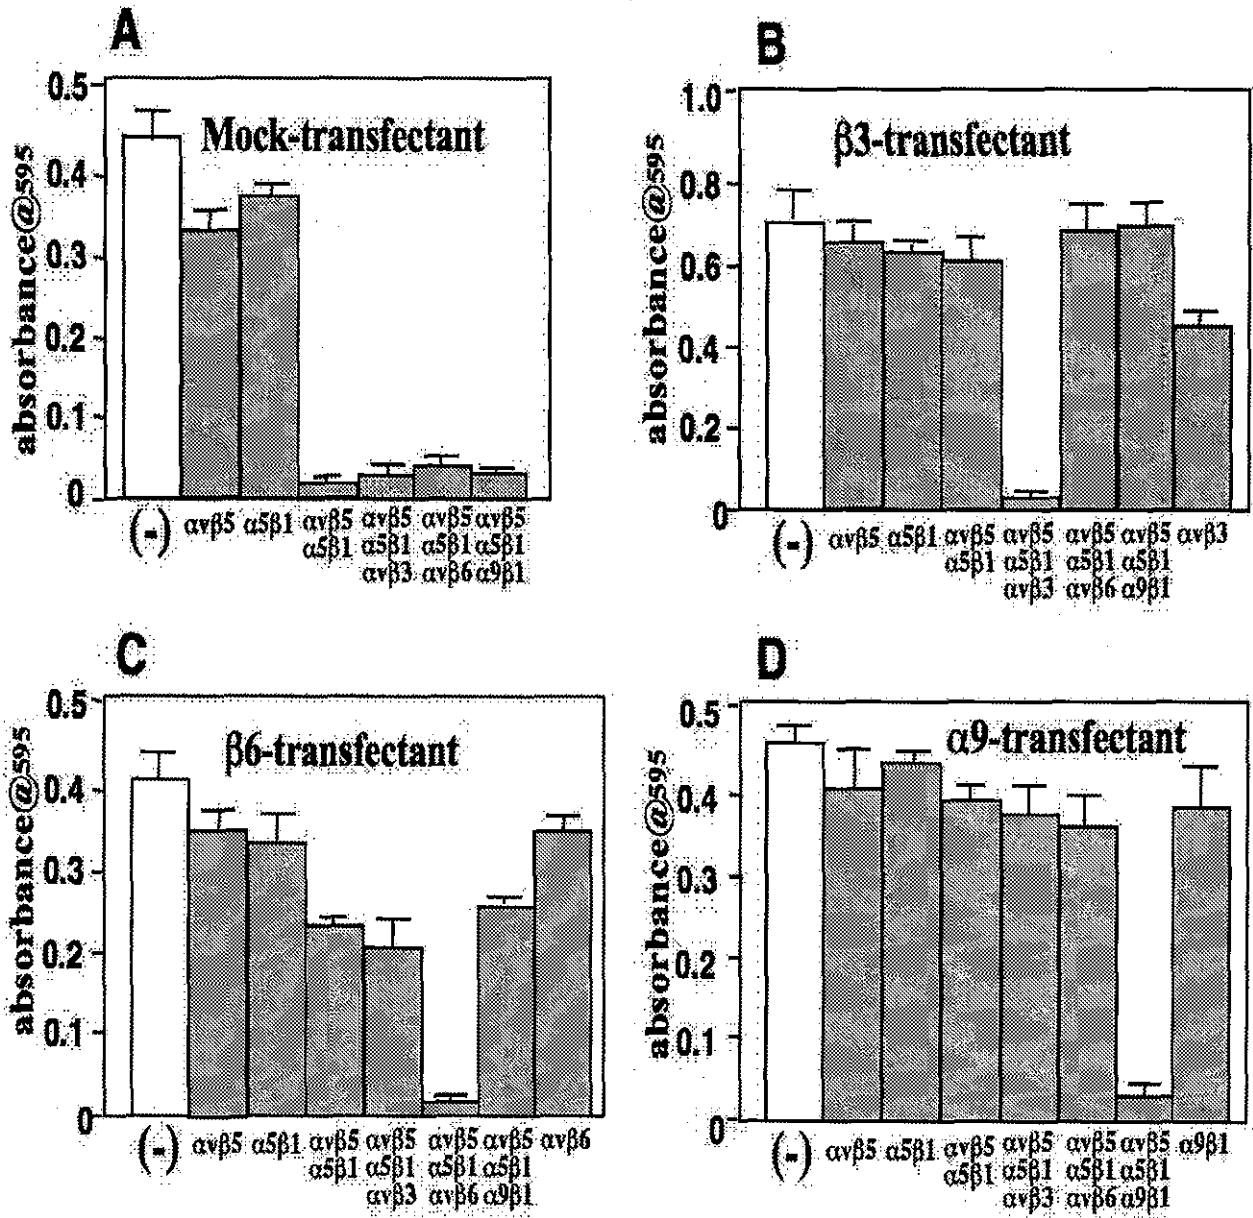 A
0.5
0.4
0.3
0.2
0.1
0
absorbance@595
Mock-transfectant
(-) αvβ5 α5β1 αvβ5 αvβ5 αvβ5 αvβ5
α5β1 α5β1 α5β1 α5β1
αvβ3 αvβ6 α9β1
B
1.0
0.8
0.6
0.4
0.2
0
absorbance@595
β3-transfectant
(-) αvβ5 α5β1 αvβ5 αvβ5 αvβ5 αvβ5 αvβ3
α5β1 α5β1 α5β1 α5β1
αvβ3 αvβ6 α9β1
C
0.5
0.4
0.3
0.2
0.1
0
absorbance@595
β6-transfectant
(-) αvβ5 α5β1 αvβ5 αvβ5 αvβ5 αvβ5 αvβ6
α5β1 α5β1 α5β1 α5β1
αvβ3 αvβ6 α9β1
D
0.5
0.4
0.3
0.2
0.1
0
absorbance@595
α9-transfectant
(-) αvβ5 α5β1 αvβ5 αvβ5 αvβ5 αvβ5 α9β1
α5β1 α5β1 α5β1 α5β1
αvβ3 αvβ6 α9β1